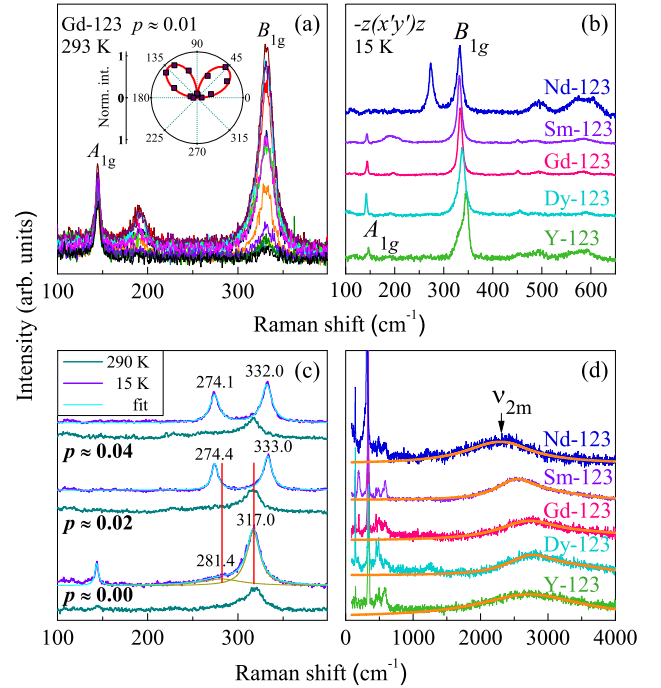 Intensity (arb. units)
Gd-123 p ≈ 0.01
293 K
(a)
B1g
A1g
Norm. int.
1
0
1
90
45
0
315
270
225
180
135
100 200 300
Raman shift (cm-1)
-z(x'y')z
15 K
(b)
B1g
Nd-123
Sm-123
Gd-123
Dy-123
A1g
Y-123
100 200 300 400 500 600
Raman shift (cm-1)
290 K
15 K
fit
(c)
274.1
332.0
p ≈ 0.04
274.4
333.0
p ≈ 0.02
317.0
281.4
p ≈ 0.00
100 200 300 400
Raman shift (cm-1)
(d)
ν2m
Nd-123
Sm-123
Gd-123
Dy-123
Y-123
0 1000 2000 3000 4000
Raman shift (cm-1)